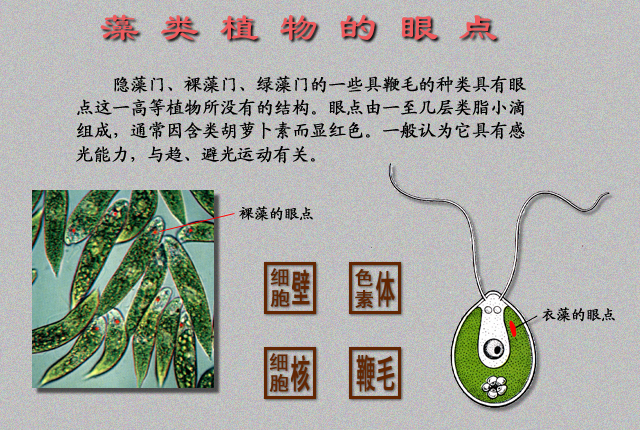 藻类植物的眼点
隐藻门、裸藻门、绿藻门的一些具鞭毛的种类具有眼
点这一高等植物所没有的结构。眼点由一至几层类脂小滴
组成，通常因含类胡萝卜素而显红色。一般认为它具有感
光能力，与趋、避光运动有关。
裸藻的眼点
细胞壁
色素体
衣藻的眼点
细胞核
鞭毛